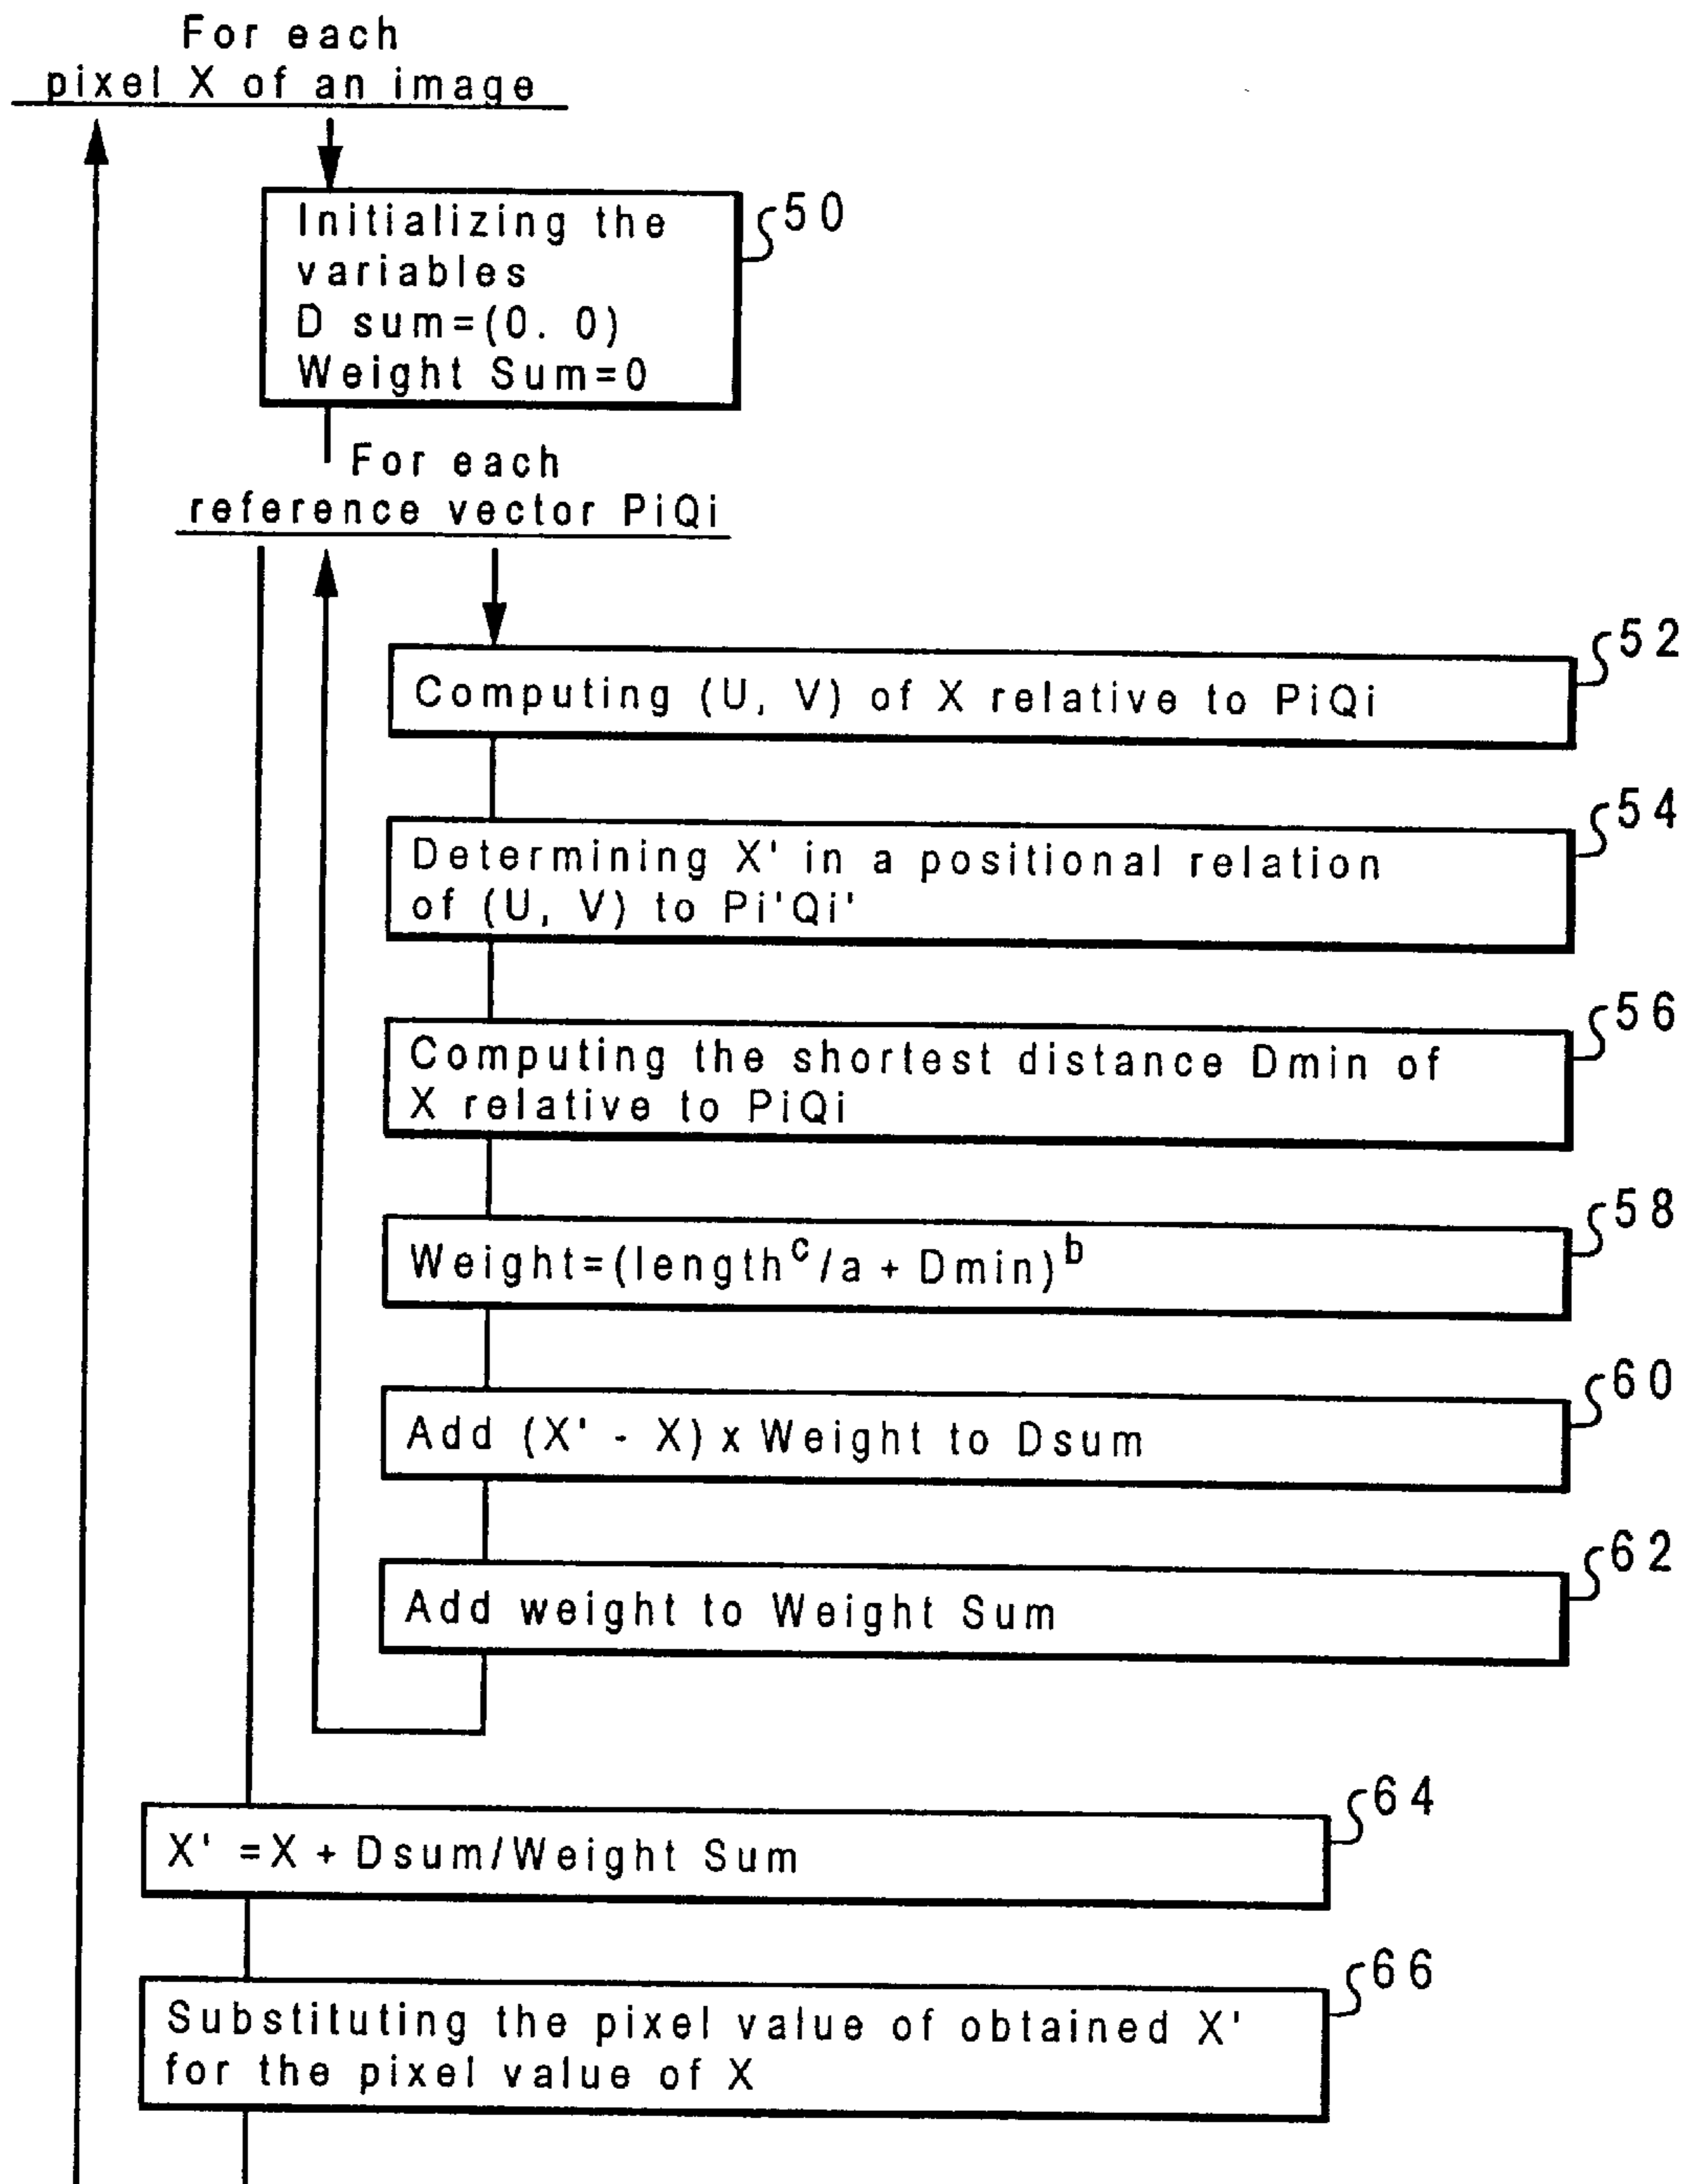 For each
pixel X of an image
Initializing the
variables
D sum=(0. 0)
Weight Sum=0
50
For each
reference vector PiQi
52
Computing (U, V) of X relative to PiQi
54
Determining X' in a positional relation
of (U, V) to Pi'Qi'
56
Computing the shortest distance Dmin of
X relative to PiQi
58
Weight=(length^c/a + Dmin)^b
60
Add (X' - X) x Weight to Dsum
62
Add weight to Weight Sum
64
X' =X + Dsum/Weight Sum
66
Substituting the pixel value of obtained X'
for the pixel value of X